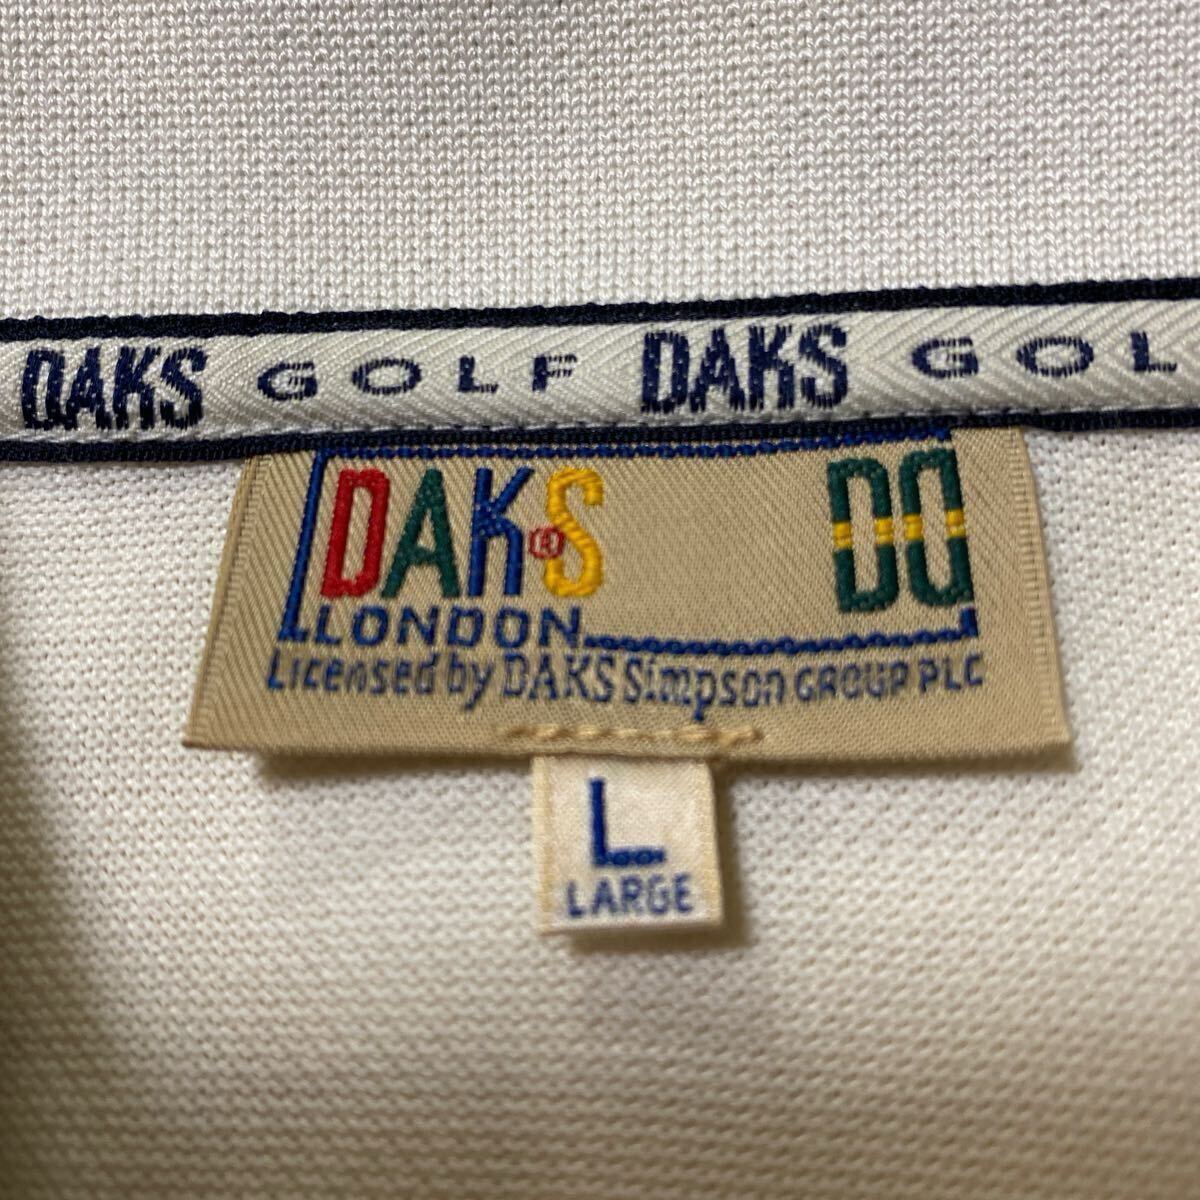 DAKS GOLF DAKS GOL
DAKS® DD
LONDON
Licensed by DAKS Simpson GROUP PLC
L
LARGE